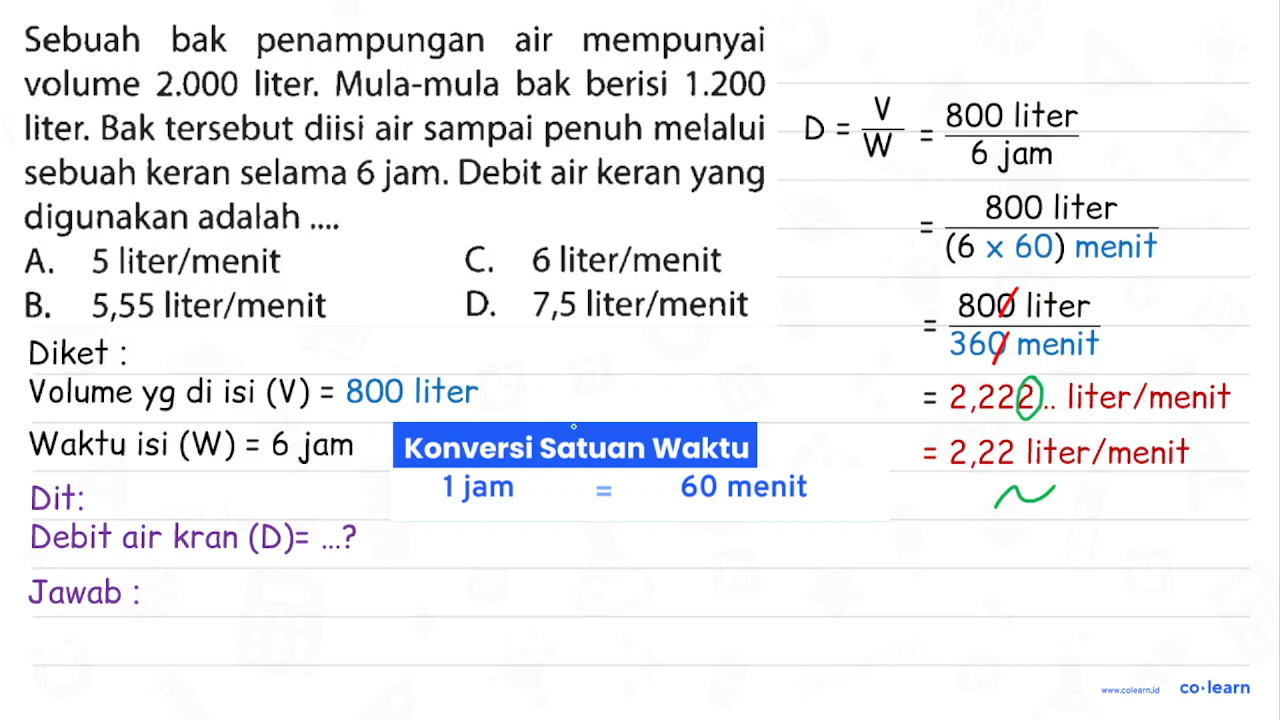 Sebuah bak penampungan air mempunyai
volume 2.000 liter. Mula-mula bak berisi 1.200
liter. Bak tersebut diisi air sampai penuh melalui
sebuah keran selama 6 jam. Debit air keran yang
digunakan adalah ....
A. 5 liter/menit C. 6 liter/menit
B. 5,55 liter/menit D. 7,5 liter/menit
Diket :
Volume yg di isi (V) = 800 liter
Waktu isi (W) = 6 jam
Konversi Satuan Waktu
1 jam = 60 menit
Dit:
Debit air kran (D)= ...?
Jawab :
D = V/W = 800 liter / 6 jam
= 800 liter / (6 x 60) menit
= 800 liter / 360 menit
= 2,222... liter/menit
= 2,22 liter/menit
www.colearn.id co·learn